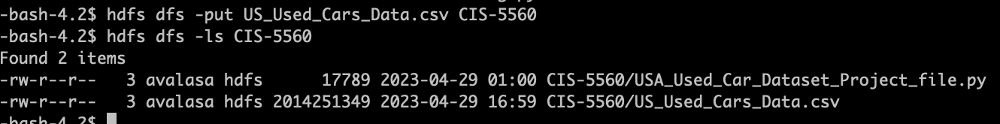 -bash-4.2$ hdfs dfs -put US_Used_Cars_Data.csv CIS-5560
-bash-4.2$ hdfs dfs -ls CIS-5560
Found 2 items
-rw-r--r--   3 avalasa hdfs      17789 2023-04-29 01:00 CIS-5560/USA_Used_Car_Dataset_Project_file.py
-rw-r--r--   3 avalasa hdfs 2014251349 2023-04-29 16:59 CIS-5560/US_Used_Cars_Data.csv
-bash-4.2$